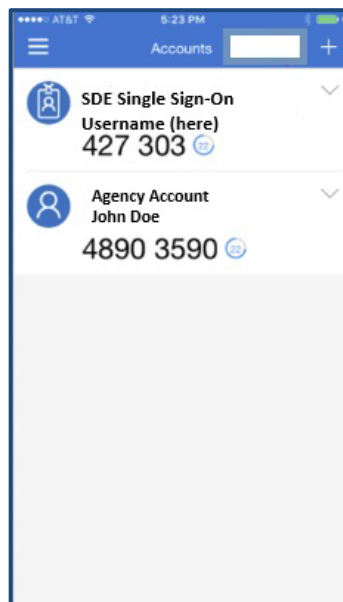 AT&T 5:23 PM
Accounts +
SDE Single Sign-On
Username (here)
427 303 22
Agency Account
John Doe
4890 3590 22